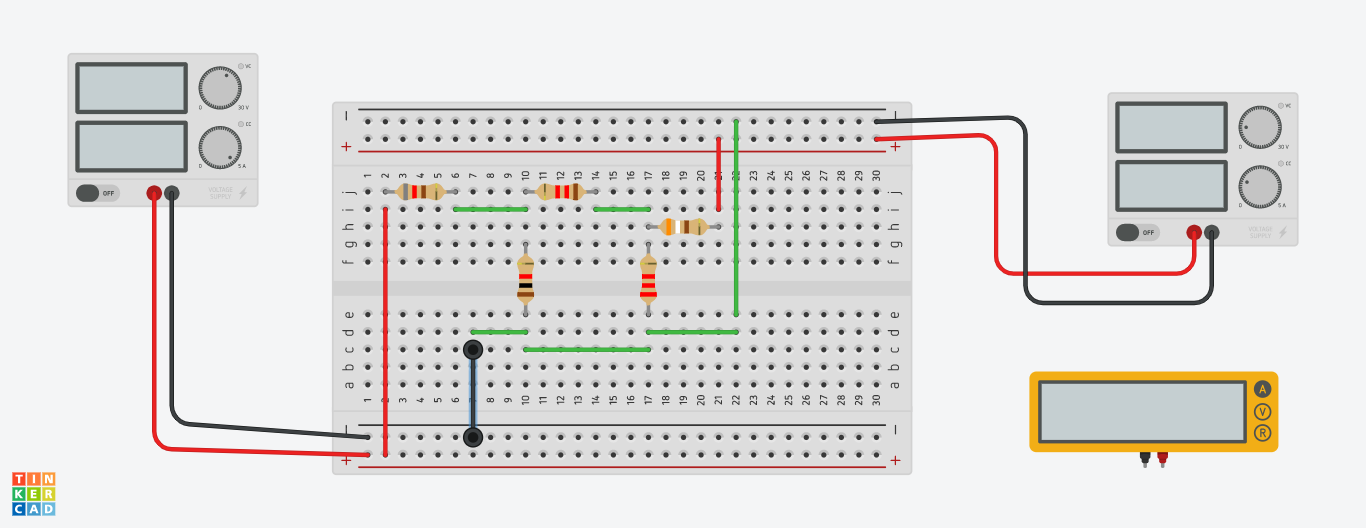 VC
0 30 V
CC
0 5 A
OFF
VOLTAGE SUPPLY
VC
0 30 V
CC
0 5 A
OFF
VOLTAGE SUPPLY
− −
+ +
1 2 3 4 5 6 7 8 9 10 11 12 13 14 15 16 17 18 19 20 21 22 23 24 25 26 27 28 29 30
j j
i i
h h
g g
f f
e e
d d
c c
b b
a a
1 2 3 4 5 6 7 8 9 10 11 12 13 14 15 16 17 18 19 20 21 22 23 24 25 26 27 28 29 30
− −
+ +
A
V
R
TIN
KER
CAD